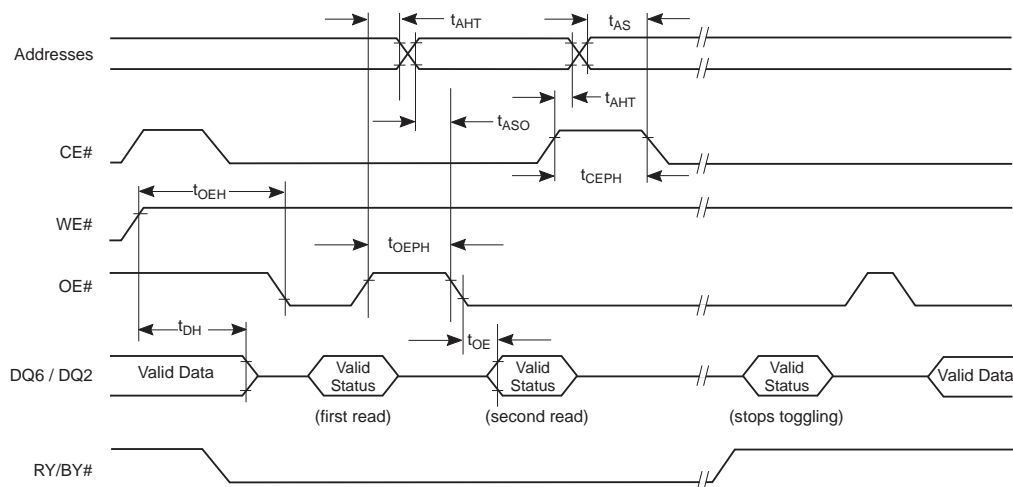 tAHT
tAS
Addresses
tAHT
tASO
CE#
tCEPH
tOEH
WE#
tOEPH
OE#
tDH
tOE
DQ6 / DQ2
Valid Data
Valid
Status
Valid
Status
Valid
Status
Valid Data
(first read)
(second read)
(stops toggling)
RY/BY#